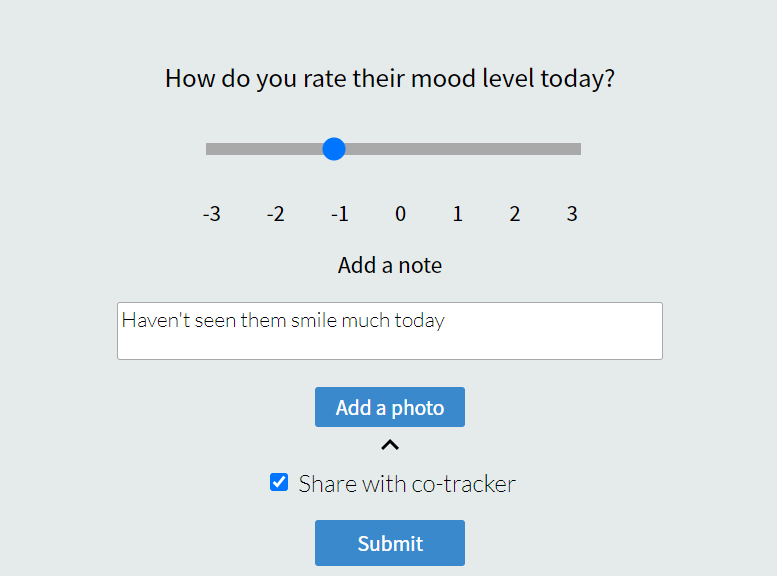 How do you rate their mood level today?
-3 -2 -1 0 1 2 3
Add a note
Haven't seen them smile much today
Add a photo
Share with co-tracker
Submit